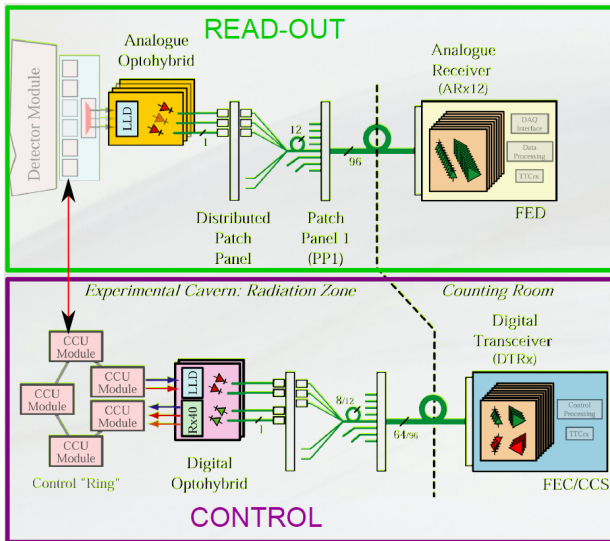 READ-OUT
Analogue
Optohybrid
Detector Module
LLD
1
12
96
Distributed
Patch
Panel
Patch
Panel 1
(PP1)
Analogue
Receiver
(ARx12)
DAQ
Interface
Data
Processing
TTCrx
FED
Experimental Cavern: Radiation Zone
Counting Room
CCU
Module
CCU
Module
CCU
Module
CCU
Module
CCU
Module
Control "Ring"
LLD
Rx40
1
Digital
Optohybrid
8/12
64/96
Digital
Transceiver
(DTRx)
Control
Processing
TTCrx
FEC/CCS
CONTROL